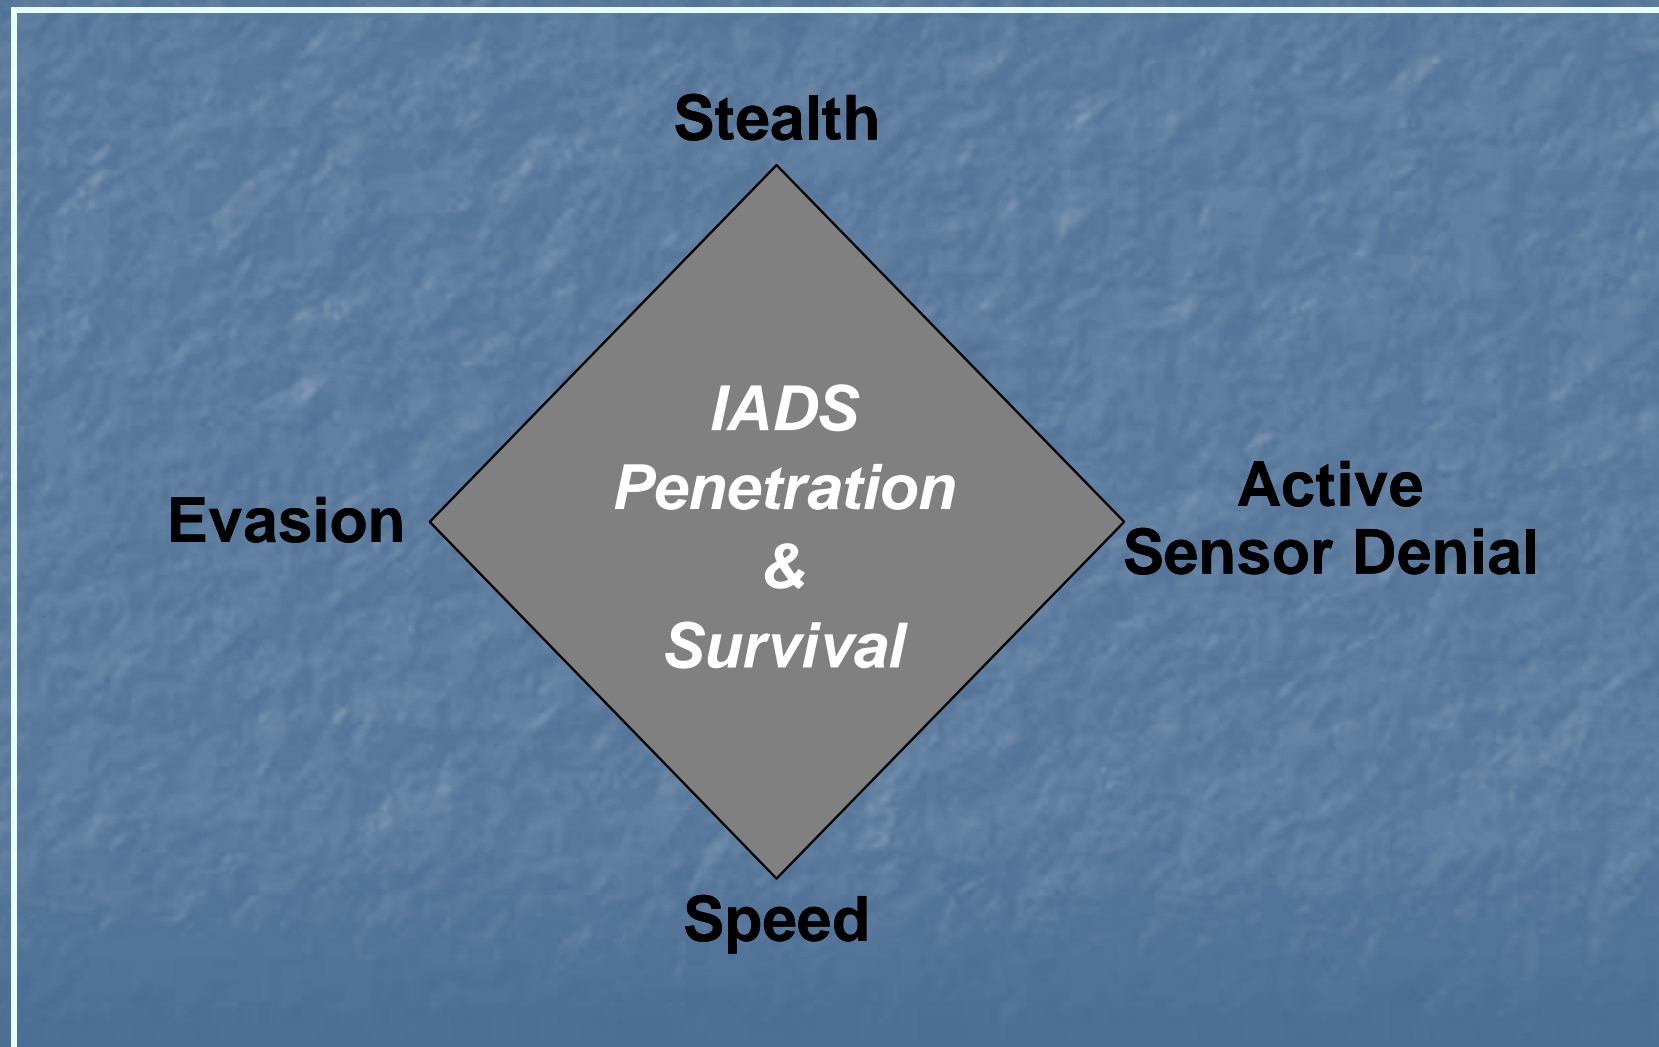 Stealth
IADS
Penetration
&
Survival
Evasion
Active
Sensor Denial
Speed